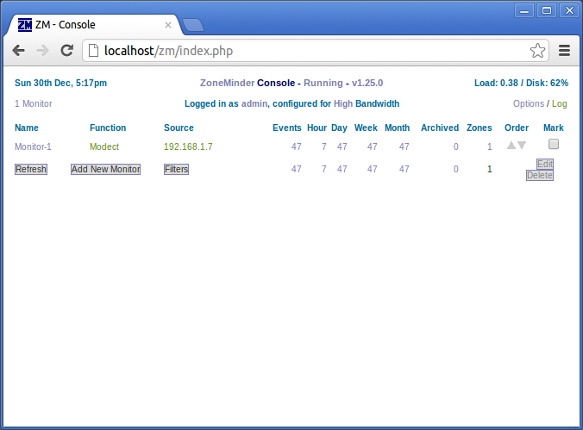 ZM ZM - Console
localhost/zm/index.php
Sun 30th Dec, 5:17pm ZoneMinder Console - Running - v1.25.0 Load: 0.38 / Disk: 62%
1 Monitor Logged in as admin, configured for High Bandwidth Options / Log
Name Function Source Events Hour Day Week Month Archived Zones Order Mark
Monitor-1 Modect 192.168.1.7 47 7 47 47 47 0 1
Refresh Add New Monitor Filters 47 7 47 47 47 0 1 Edit
Delete